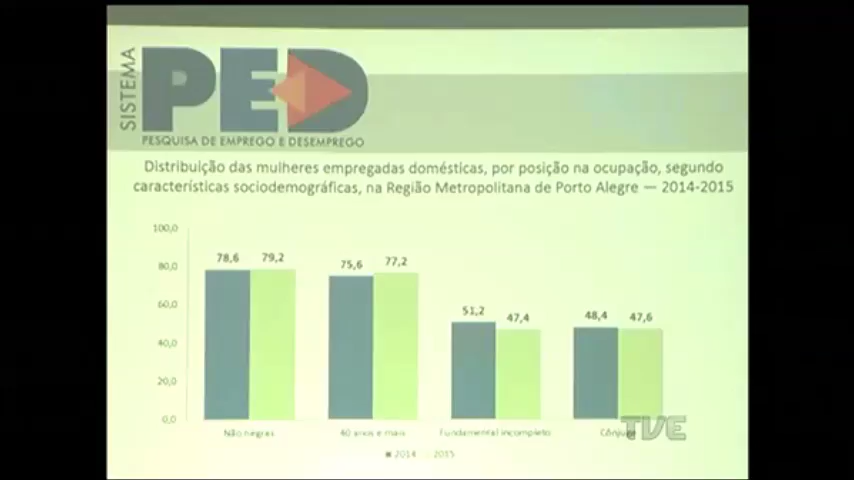 SISTEMA
PED
PESQUISA DE EMPREGO E DESEMPREGO
Distribuição das mulheres empregadas domésticas, por posição na ocupação, segundo
características sociodemográficas, na Região Metropolitana de Porto Alegre — 2014-2015
100,0
80,0
60,0
40,0
20,0
0,0
78,6 79,2
75,6 77,2
51,2 47,4
48,4 47,6
Não negras
40 anos e mais
Fundamental incompleto
Cônjuge
2014 2015
TVE